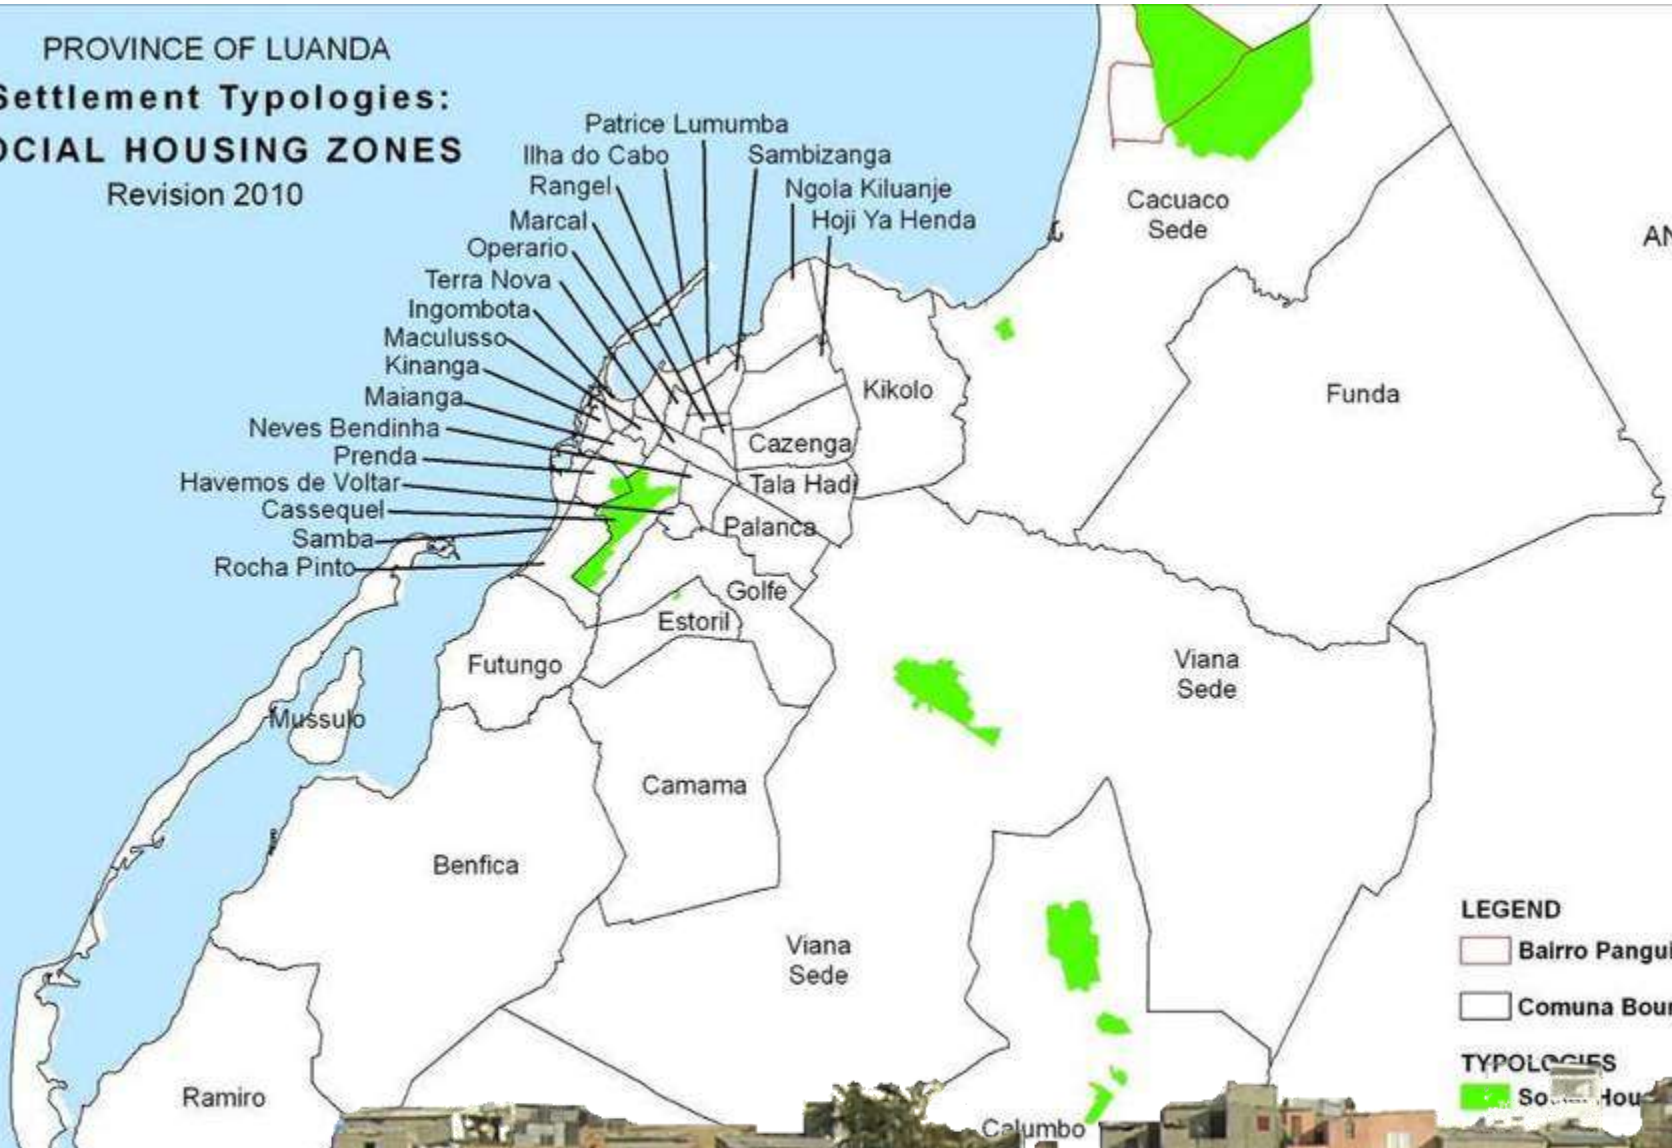 PROVINCE OF LUANDA
Settlement Typologies:
OCIAL HOUSING ZONES
Revision 2010
Patrice Lumumba
Ilha do Cabo
Sambizanga
Rangel
Ngola Kiluanje
Marcal
Hoji Ya Henda
Operario
Terra Nova
Ingombota
Maculusso
Kinanga
Maianga
Neves Bendinha
Prenda
Havemos de Voltar
Cassequel
Samba
Rocha Pinto
Cacuaco
Sede
AN
Kikolo
Funda
Cazenga
Tala Hadi
Palanca
Golfe
Estoril
Futungo
Viana
Sede
Mussulo
Camama
Benfica
Viana
Sede
Ramiro
Calumbo
LEGEND
Bairro Pangui
Comuna Bour
TYPOLOGIES